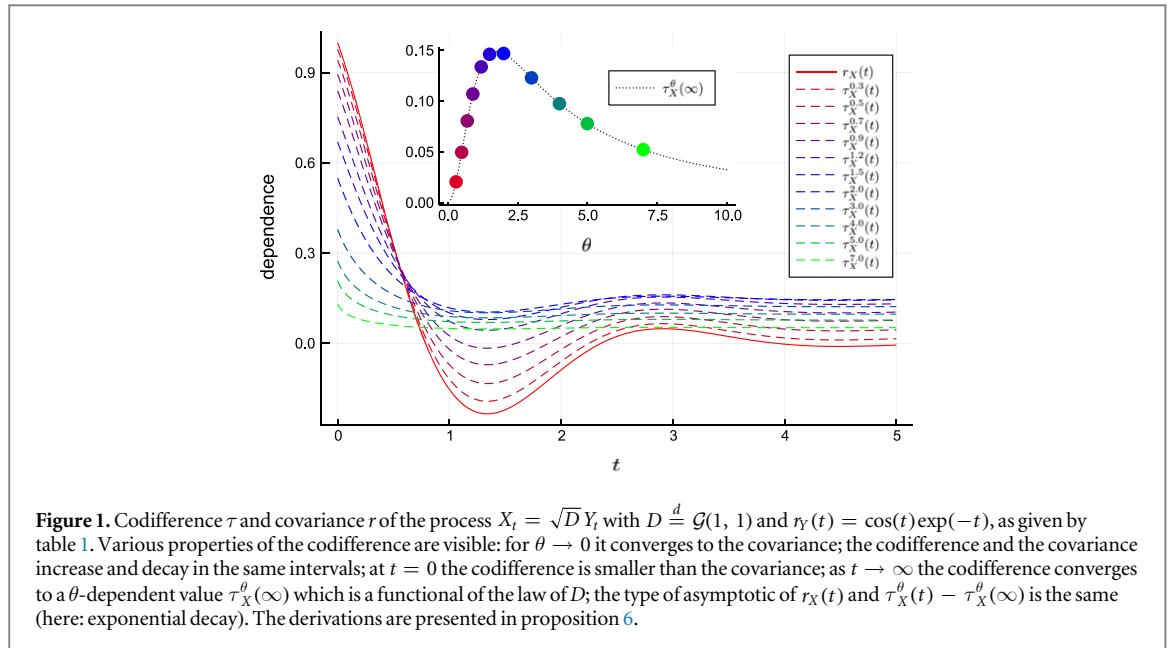 0.9
0.6
0.3
0.0
dependence
0 1 2 3 4 5
t
0.15
0.10
0.05
0.00
0.0 2.5 5.0 7.5 10.0
θ
τ_X^θ(∞)
r_X(t)
τ_X^{0.3}(t)
τ_X^{0.5}(t)
τ_X^{0.7}(t)
τ_X^{0.9}(t)
τ_X^{1.2}(t)
τ_X^{1.5}(t)
τ_X^{2.0}(t)
τ_X^{3.0}(t)
τ_X^{4.0}(t)
τ_X^{5.0}(t)
τ_X^{7.0}(t)
Figure 1. Codifference τ and covariance r of the process X_t = √D Y_t with D =^d 𝒢(1, 1) and r_Y(t) = cos(t) exp(−t), as given by
table 1. Various properties of the codifference are visible: for θ → 0 it converges to the covariance; the codifference and the covariance
increase and decay in the same intervals; at t = 0 the codifference is smaller than the covariance; as t → ∞ the codifference converges
to a θ-dependent value τ_X^θ(∞) which is a functional of the law of D; the type of asymptotic of r_X(t) and τ_X^θ(t) − τ_X^θ(∞) is the same
(here: exponential decay). The derivations are presented in proposition 6.